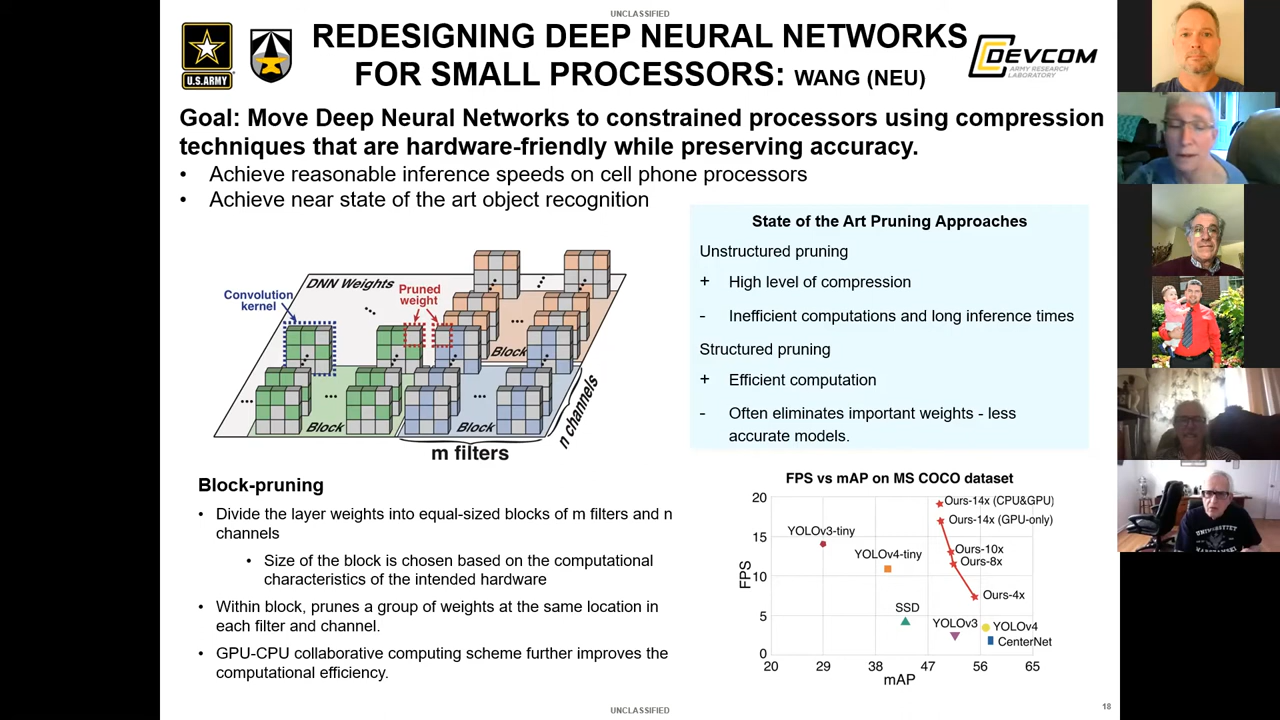 UNCLASSIFIED
REDESIGNING DEEP NEURAL NETWORKS
FOR SMALL PROCESSORS: WANG (NEU)
U.S.ARMY
DEVCOM
ARMY RESEARCH
LABORATORY
Goal: Move Deep Neural Networks to constrained processors using compression
techniques that are hardware-friendly while preserving accuracy.
• Achieve reasonable inference speeds on cell phone processors
• Achieve near state of the art object recognition
DNN Weights
Convolution
kernel
Pruned
weight
...
...
...
...
Block
Block
Block
m filters
n channels
State of the Art Pruning Approaches
Unstructured pruning
+ High level of compression
- Inefficient computations and long inference times
Structured pruning
+ Efficient computation
- Often eliminates important weights - less
accurate models.
Block-pruning
• Divide the layer weights into equal-sized blocks of m filters and n
channels
• Size of the block is chosen based on the computational
characteristics of the intended hardware
• Within block, prunes a group of weights at the same location in
each filter and channel.
• GPU-CPU collaborative computing scheme further improves the
computational efficiency.
FPS vs mAP on MS COCO dataset
20
15
10
5
0
FPS
YOLOv3-tiny
YOLOv4-tiny
SSD
YOLOv3
YOLOv4
CenterNet
Ours-14x (CPU&GPU)
Ours-14x (GPU-only)
Ours-10x
Ours-8x
Ours-4x
20 29 38 47 56 65
mAP
18
UNCLASSIFIED